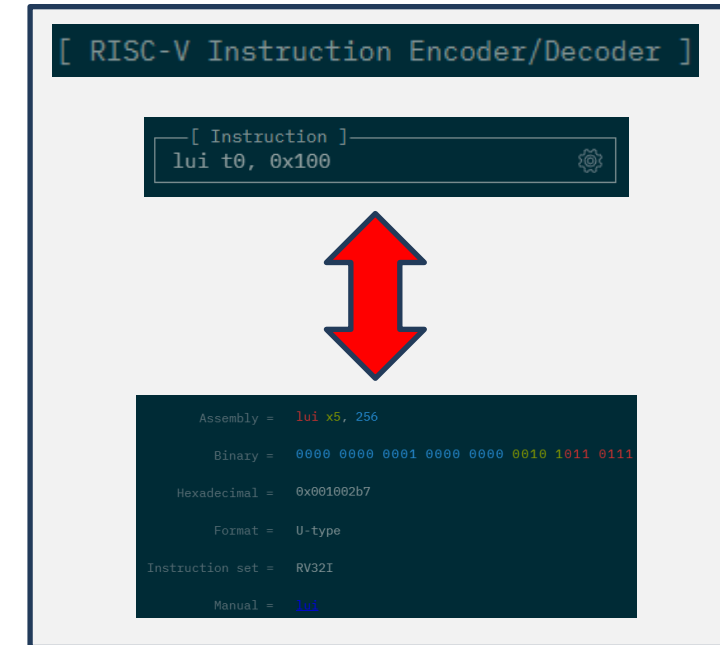 [ RISC-V Instruction Encoder/Decoder ]
[ Instruction ]
lui t0, 0x100
Assembly = lui x5, 256
Binary = 0000 0000 0001 0000 0000 0010 1011 0111
Hexadecimal = 0x001002b7
Format = U-type
Instruction set = RV32I
Manual = lui